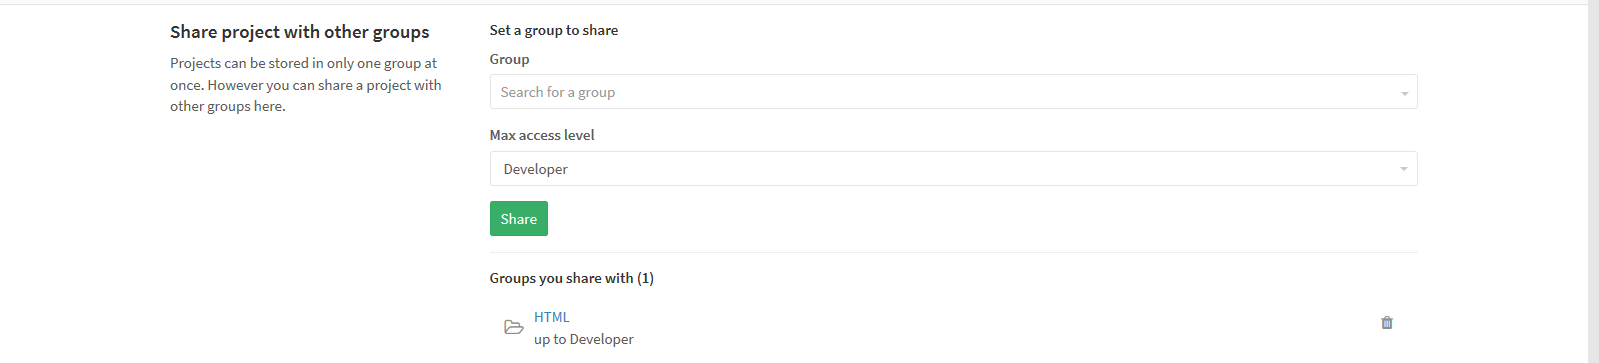 Share project with other groups
Projects can be stored in only one group at
once. However you can share a project with
other groups here.
Set a group to share
Group
Search for a group
Max access level
Developer
Share
Groups you share with (1)
HTML
up to Developer